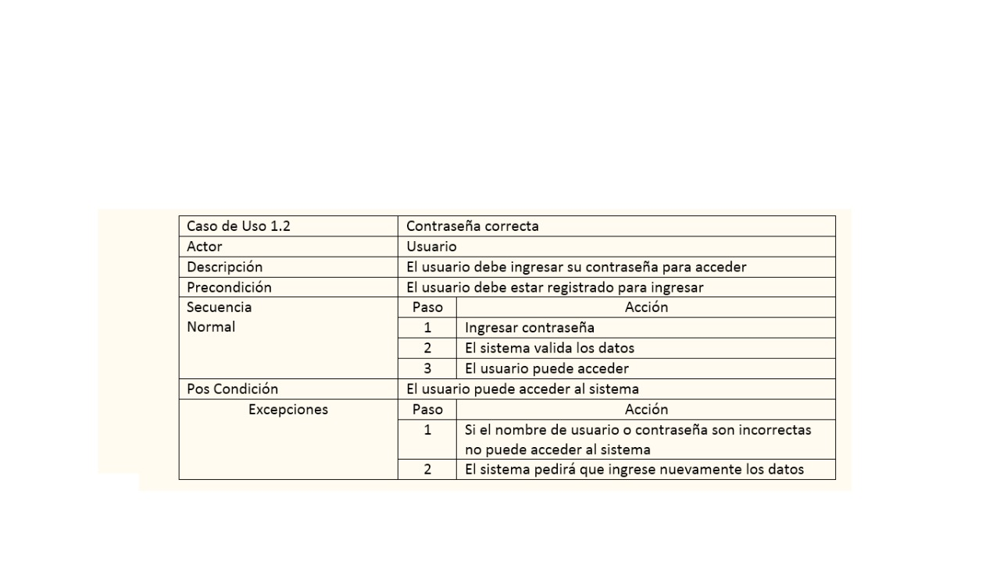 Caso de Uso 1.2 Contraseña correcta
Actor Usuario
Descripción El usuario debe ingresar su contraseña para acceder
Precondición El usuario debe estar registrado para ingresar
Secuencia Paso Acción
Normal 1 Ingresar contraseña
2 El sistema valida los datos
3 El usuario puede acceder
Pos Condición El usuario puede acceder al sistema
Excepciones Paso Acción
1 Si el nombre de usuario o contraseña son incorrectas
no puede acceder al sistema
2 El sistema pedirá que ingrese nuevamente los datos